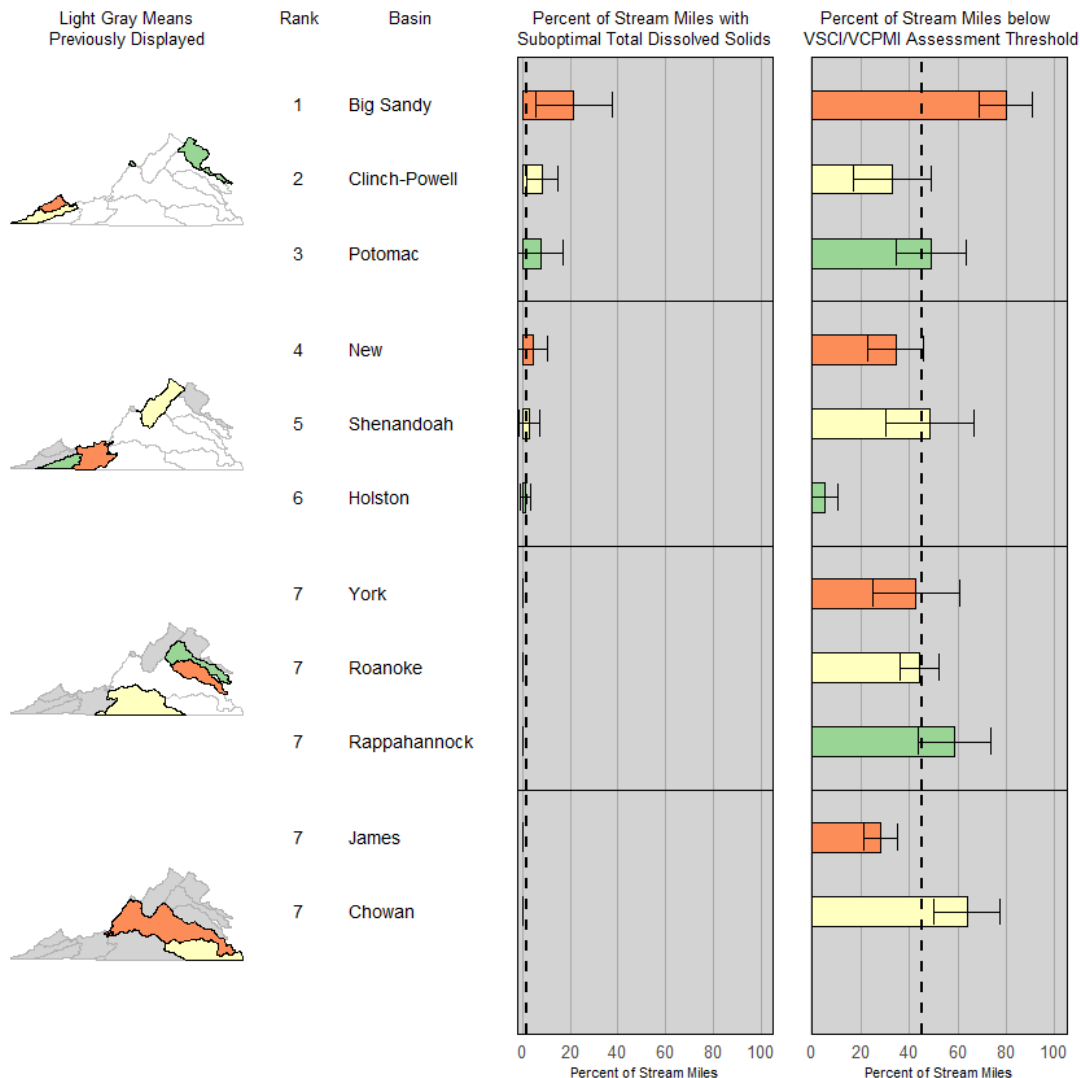 Light Gray Means
Previously Displayed
Rank
Basin
Percent of Stream Miles with
Suboptimal Total Dissolved Solids
Percent of Stream Miles below
VSCI/VCPMI Assessment Threshold
1 Big Sandy
2 Clinch-Powell
3 Potomac
4 New
5 Shenandoah
6 Holston
7 York
7 Roanoke
7 Rappahannock
7 James
7 Chowan
0 20 40 60 80 100
Percent of Stream Miles
0 20 40 60 80 100
Percent of Stream Miles